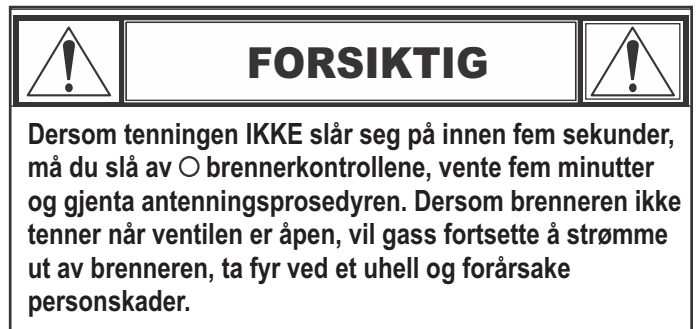 FORSIKTIG
Dersom tenningen IKKE slår seg på innen fem sekunder,
må du slå av ○ brennerkontrollene, vente fem minutter
og gjenta antenningsprosedyren. Dersom brenneren ikke
tenner når ventilen er åpen, vil gass fortsette å strømme
ut av brenneren, ta fyr ved et uhell og forårsake
personskader.